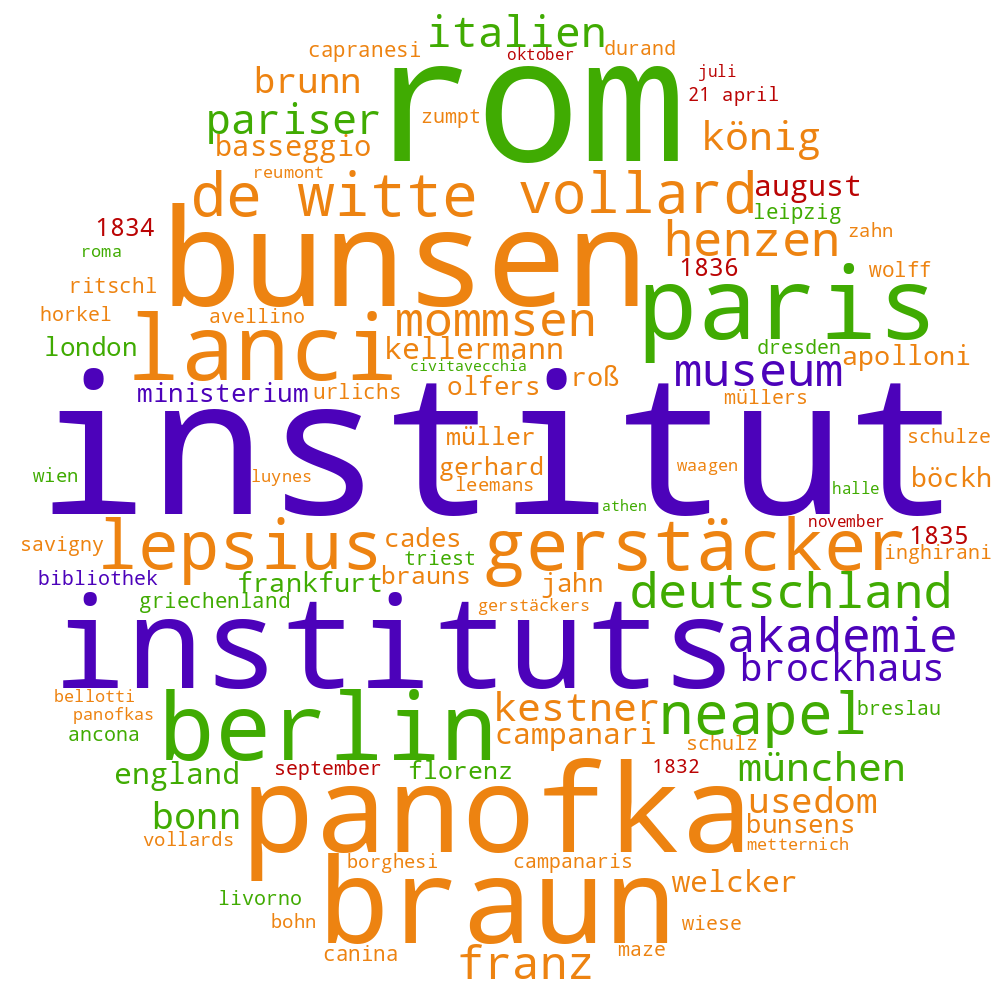 italien
capranesi
oktober
durand
brunn
rom
juli
21 april
pariser
zumpt
könig
basseggio
reumont
de witte
vollard
august
leipzig
1834
bunsen
henzen
zahn
roma
1836
wolff
ritschl
paris
horkel
avellino
lanci
mommsen
london
kellermann
dresden
apolloni
civitavecchia
museum
ministerium
urlichs
olfers
roß
müllers
institut
müller
schulze
wien
luynes
gerhard
waagen
böckh
leemans
halle
athen
november
savigny
lepsius
cades
gerstäcker
1835
inghirani
triest
bibliothek
frankfurt
brauns
jahn
deutschland
griechenland
gerstäckers
instituts
akademie
brockhaus
bellotti
panofkas
berlin
kestner
neapel
breslau
ancona
campanari
schulz
england
september
florenz
1832
münchen
bonn
panofka
usedom
bunsens
vollards
metternich
borghesi
campanaris
braun
welcker
livorno
bohn
wiese
canina
franz
maze